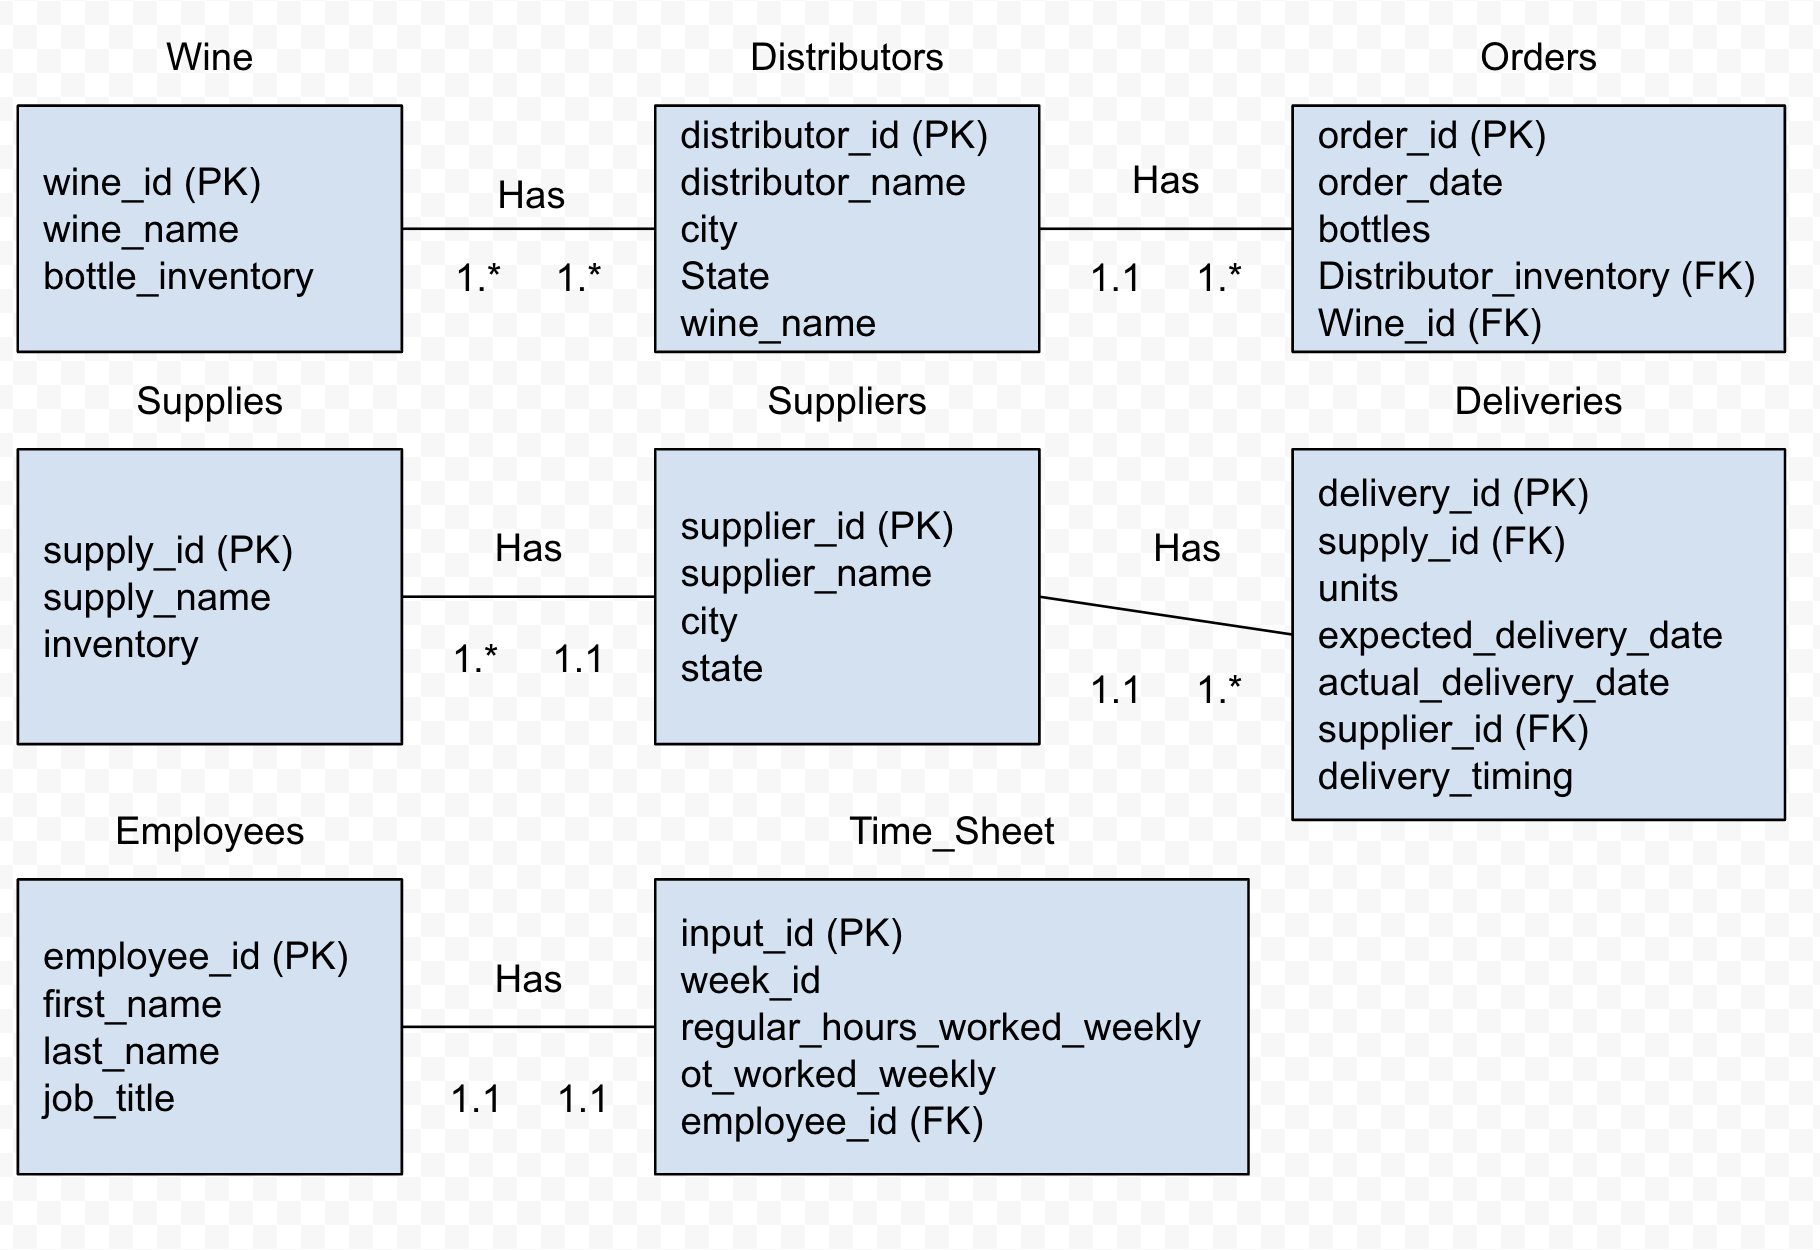 Wine
wine_id (PK)
wine_name
bottle_inventory
Has
1.* 1.*
Distributors
distributor_id (PK)
distributor_name
city
State
wine_name
Has
1.1 1.*
Orders
order_id (PK)
order_date
bottles
Distributor_inventory (FK)
Wine_id (FK)
Supplies
supply_id (PK)
supply_name
inventory
Has
1.* 1.1
Suppliers
supplier_id (PK)
supplier_name
city
state
Has
1.1 1.*
Deliveries
delivery_id (PK)
supply_id (FK)
units
expected_delivery_date
actual_delivery_date
supplier_id (FK)
delivery_timing
Employees
employee_id (PK)
first_name
last_name
job_title
Has
1.1 1.1
Time_Sheet
input_id (PK)
week_id
regular_hours_worked_weekly
ot_worked_weekly
employee_id (FK)